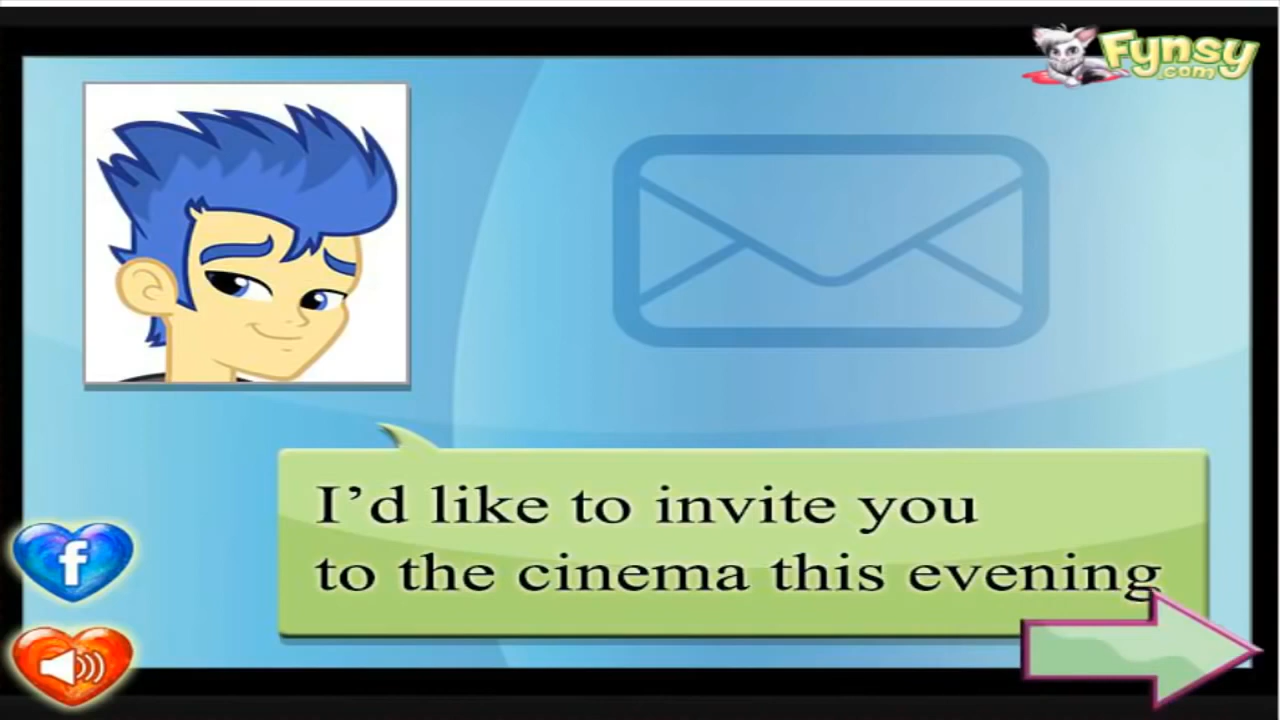 Fynsy
.com
I’d like to invite you
to the cinema this evening
f